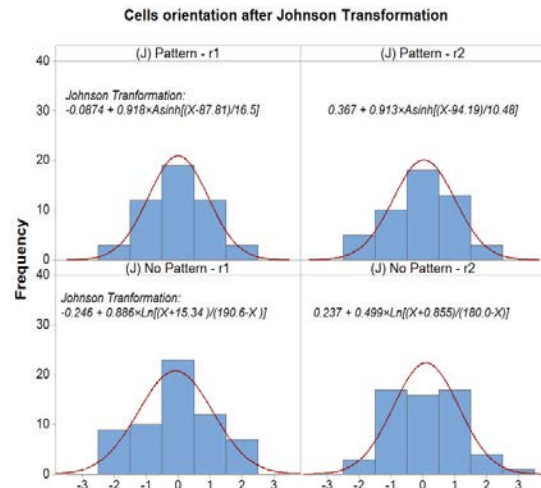 Cells orientation after Johnson Transformation
(J) Pattern - r1
(J) Pattern - r2
40
30
20
10
0
Johnson Tranformation:
-0.0874 + 0.918×Asinh[(X-87.81)/16.5]
0.367 + 0.913×Asinh[(X-94.19)/10.48]
Frequency
(J) No Pattern - r1
(J) No Pattern - r2
40
30
20
10
0
Johnson Tranformation:
-0.246 + 0.886×Ln[(X+15.34 )/(190.6-X )]
0.237 + 0.499×Ln[(X+0.855)/(180.0-X)]
-3 -2 -1 0 1 2 3
-3 -2 -1 0 1 2 3